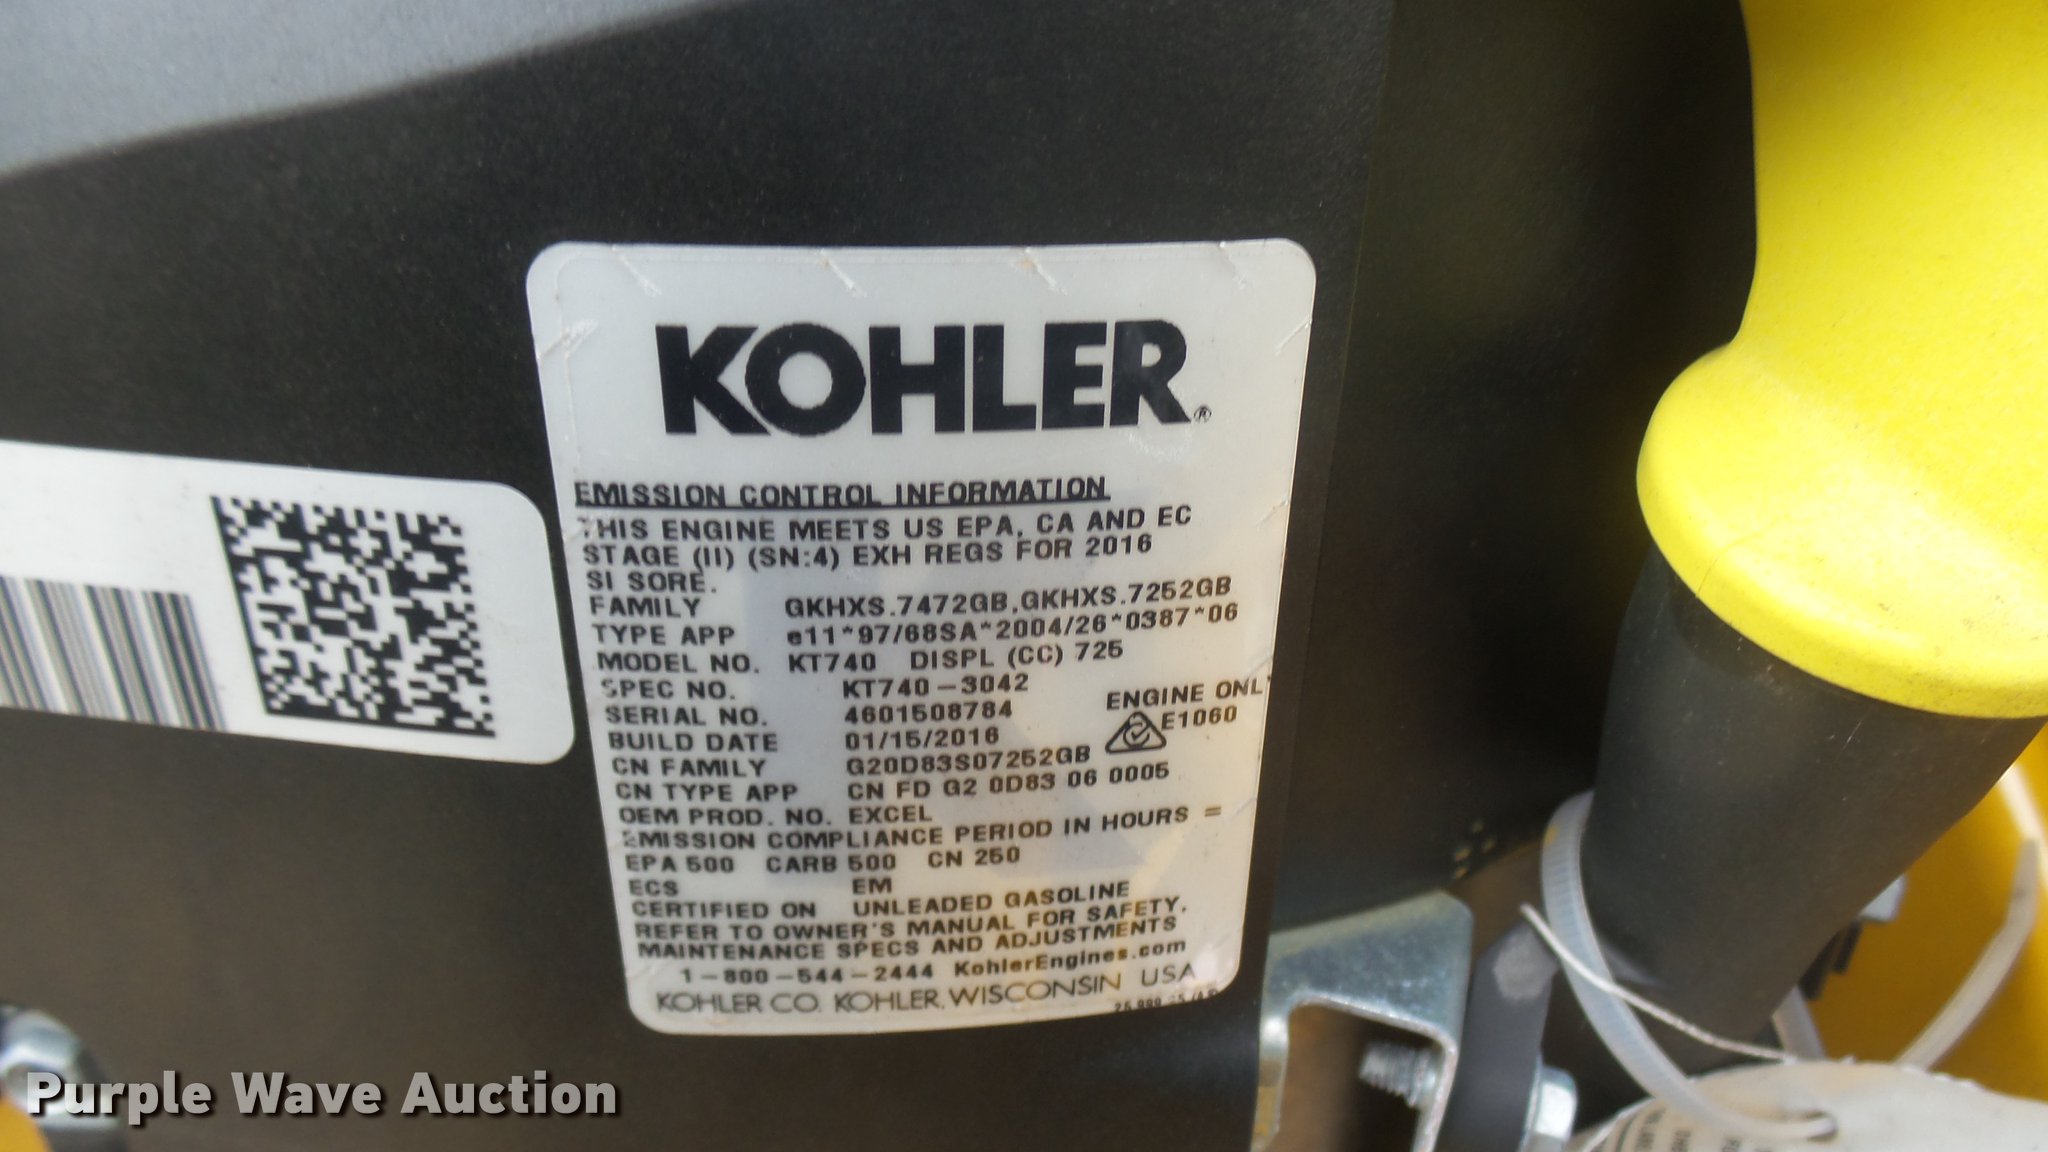 KOHLER®
EMISSION CONTROL INFORMATION
THIS ENGINE MEETS US EPA, CA AND EC
STAGE (II) (SN:4) EXH REGS FOR 2016
SI SORE.
FAMILY GKHXS.7472GB,GKHXS.7252GB
TYPE APP e11*97/68SA*2004/26*0387*06
MODEL NO. KT740 DISPL (CC) 725
SPEC NO. KT740-3042
ENGINE ONLY
SERIAL NO. 4601508784
E1060
BUILD DATE 01/15/2016
CN FAMILY G20D83S07252GB
CN TYPE APP CN FD G2 0D83 06 0005
OEM PROD. NO. EXCEL
EMISSION COMPLIANCE PERIOD IN HOURS =
EPA 500 CARB 500 CN 250
ECS EM
CERTIFIED ON UNLEADED GASOLINE
REFER TO OWNER'S MANUAL FOR SAFETY,
MAINTENANCE SPECS AND ADJUSTMENTS
1-800-544-2444 KohlerEngines.com
KOHLER CO. KOHLER, WISCONSIN USA
Purple Wave Auction